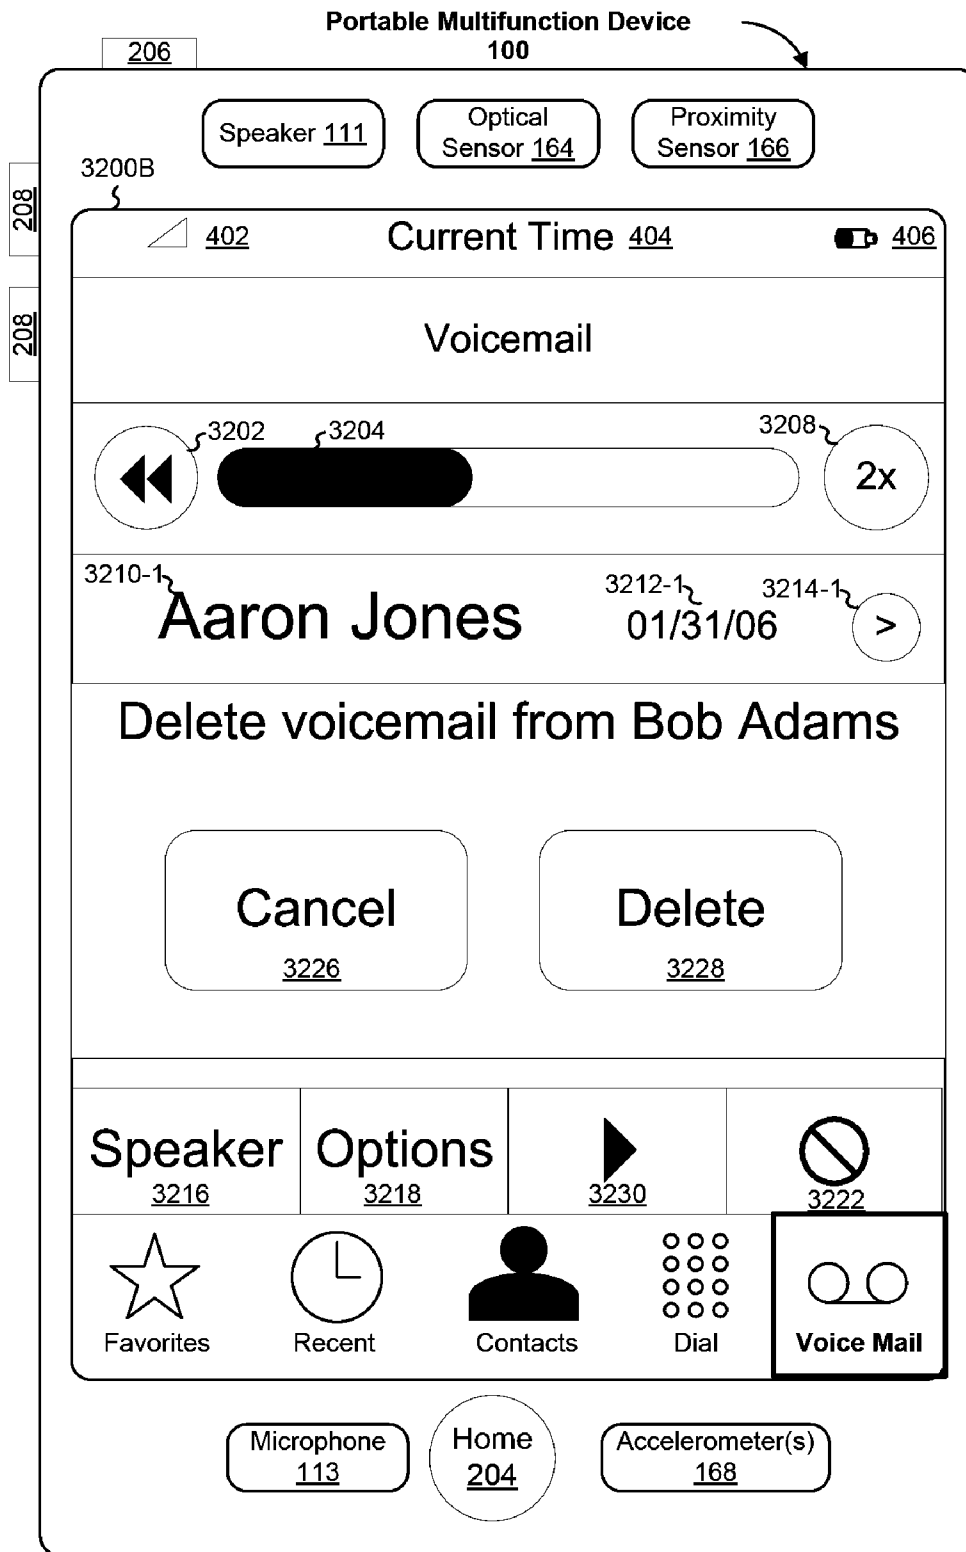 Portable Multifunction Device
100
206
Speaker 111
Optical
Sensor 164
Proximity
Sensor 166
3200B
208
208
402
Current Time 404
406
Voicemail
3202
3204
3208
2x
3210-1
Aaron Jones
3212-1
01/31/06
3214-1
>
Delete voicemail from Bob Adams
Cancel
3226
Delete
3228
Speaker
3216
Options
3218
3230
3222
Favorites
Recent
Contacts
Dial
Voice Mail
Microphone
113
Home
204
Accelerometer(s)
168